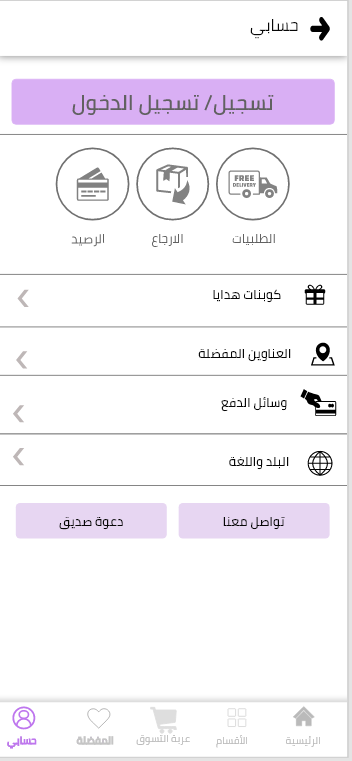 حسابي
تسجيل/ تسجيل الدخول
FREE
DELIVERY
الطلبيات
الارجاع
الرصيد
كوبنات هدايا
العناوين المفضلة
وسائل الدفع
البلد واللغة
تواصل معنا
دعوة صديق
الرئيسية
الأقسام
عربة التسوق
المفضلة
حسابي